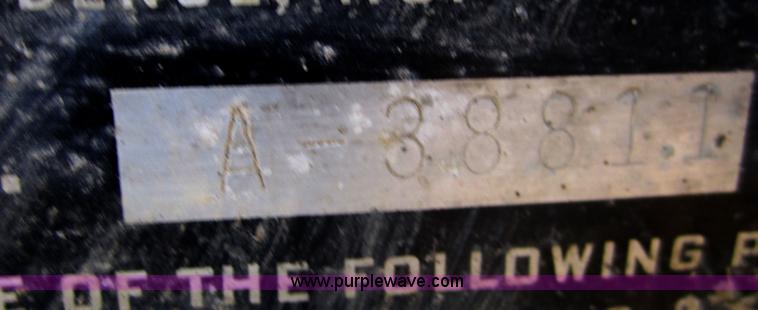 A-38811
E OF THE FOLLOWING P
www.purplewave.com